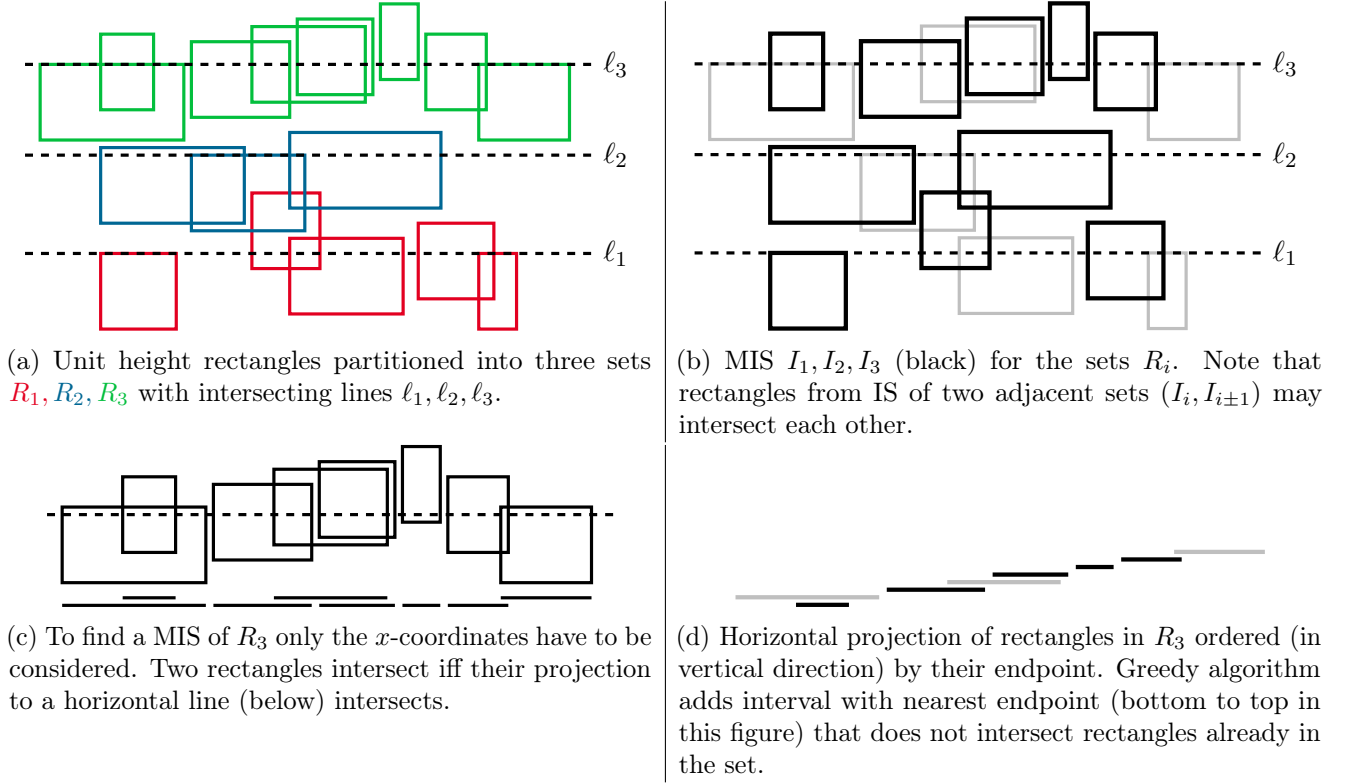 ℓ₃
ℓ₂
ℓ₁
(a) Unit height rectangles partitioned into three sets
R₁, R₂, R₃ with intersecting lines ℓ₁, ℓ₂, ℓ₃.
ℓ₃
ℓ₂
ℓ₁
(b) MIS I₁, I₂, I₃ (black) for the sets Rᵢ. Note that
rectangles from IS of two adjacent sets (Iᵢ, Iᵢ±₁) may
intersect each other.
(c) To find a MIS of R₃ only the x-coordinates have to be
considered. Two rectangles intersect iff their projection
to a horizontal line (below) intersects.
(d) Horizontal projection of rectangles in R₃ ordered (in
vertical direction) by their endpoint. Greedy algorithm
adds interval with nearest endpoint (bottom to top in
this figure) that does not intersect rectangles already in
the set.